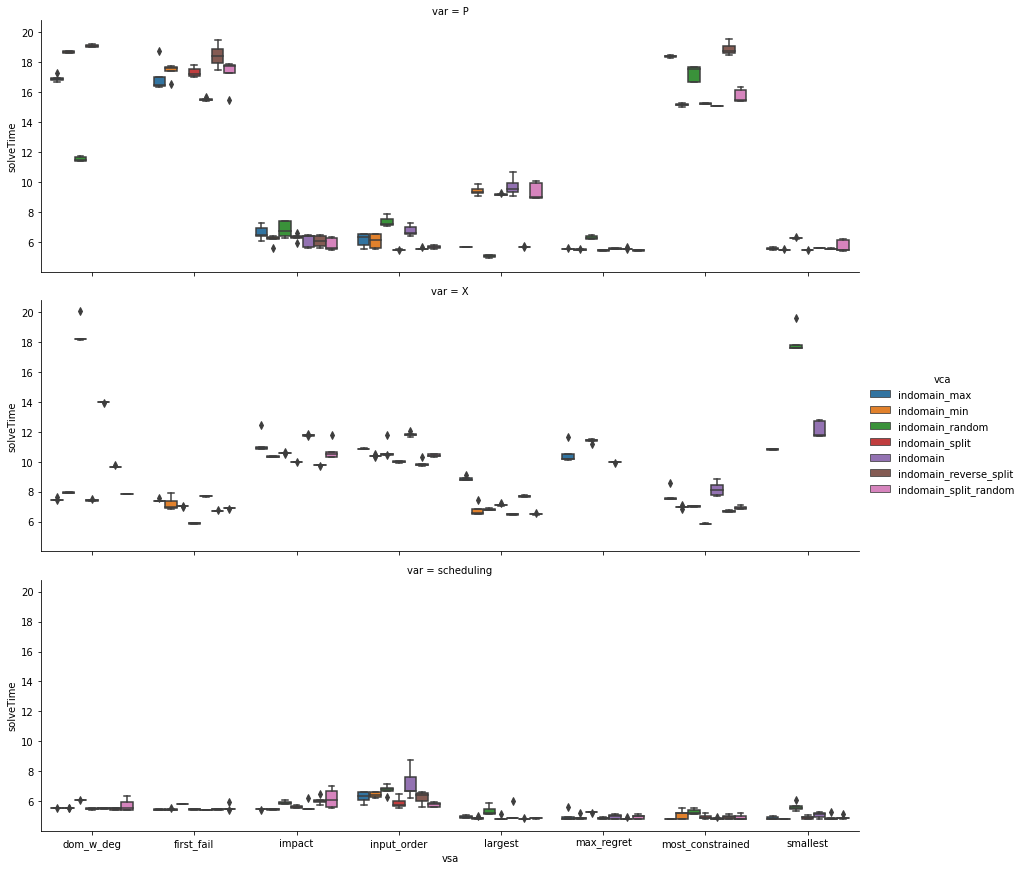 var = P
20
18
16
14
12
10
8
6
solveTime
var = X
20
18
16
14
12
10
8
6
solveTime
vca
indomain_max
indomain_min
indomain_random
indomain_split
indomain
indomain_reverse_split
indomain_split_random
var = scheduling
20
18
16
14
12
10
8
6
solveTime
dom_w_deg first_fail impact input_order largest max_regret most_constrained smallest
vsa